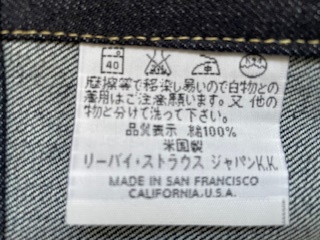 40
摩擦等で移染し易いので白物との
着用はご注意願います。又 他の
物と分けて洗って下さい。
品質表示 綿100%
米国製
リーバイ・ストラウス ジャパンK.K.
MADE IN SAN FRANCISCO
CALIFORNIA.U.S.A.